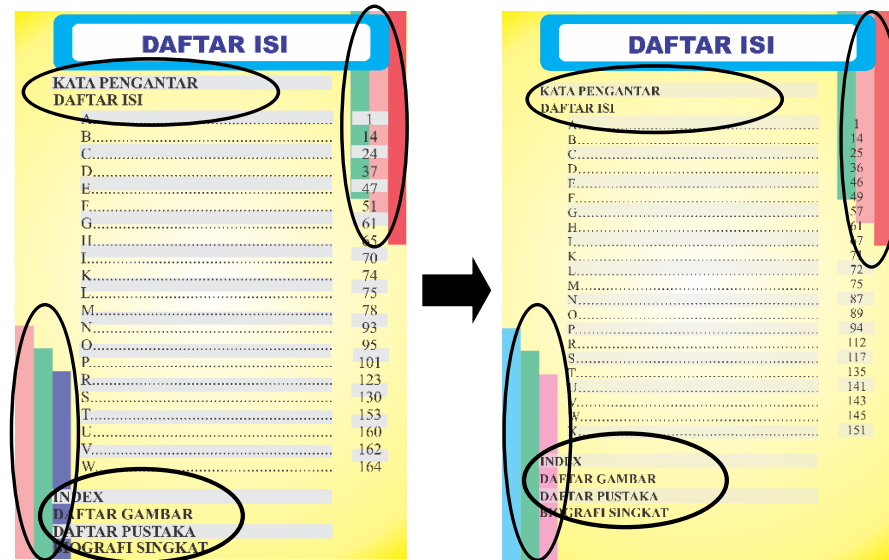 DAFTAR ISI
KATA PENGANTAR
DAFTAR ISI
A.................... 1
B.................... 14
C.................... 24
D.................... 37
E.................... 47
F.................... 51
G.................... 61
H.................... 65
I.................... 70
K.................... 74
L.................... 75
M.................... 78
N.................... 93
O.................... 95
P.................... 101
R.................... 123
S.................... 130
T.................... 153
U.................... 160
V.................... 162
W.................... 164
INDEX
DAFTAR GAMBAR
DAFTAR PUSTAKA
BIOGRAFI SINGKAT
DAFTAR ISI
KATA PENGANTAR
DAFTAR ISI
A.................... 1
B.................... 14
C.................... 25
D.................... 36
E.................... 46
F.................... 49
G.................... 57
H.................... 61
I.................... 67
K.................... 71
L.................... 72
M.................... 75
N.................... 87
O.................... 89
P.................... 94
R.................... 112
S.................... 117
T.................... 135
U.................... 141
V.................... 143
W.................... 145
X.................... 151
INDEX
DAFTAR GAMBAR
DAFTAR PUSTAKA
BIOGRAFI SINGKAT